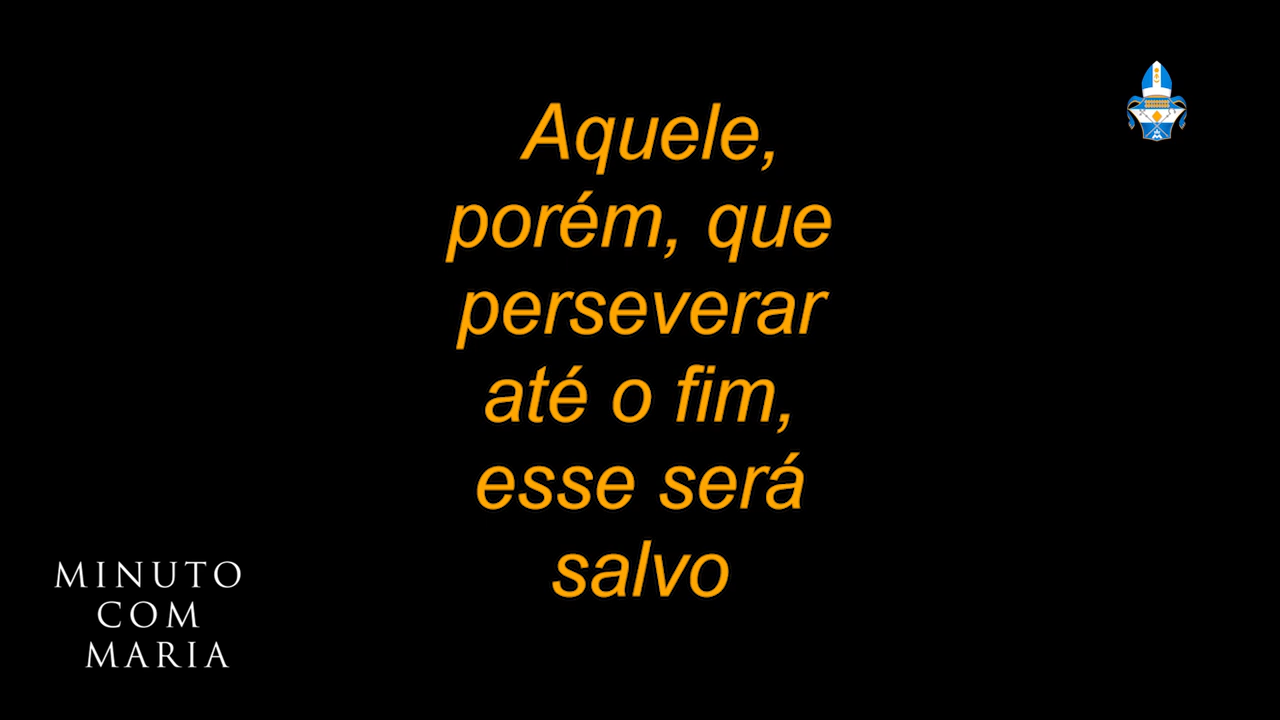 Aquele,
porém, que
perseverar
até o fim,
esse será
salvo
MINUTO
COM
MARIA